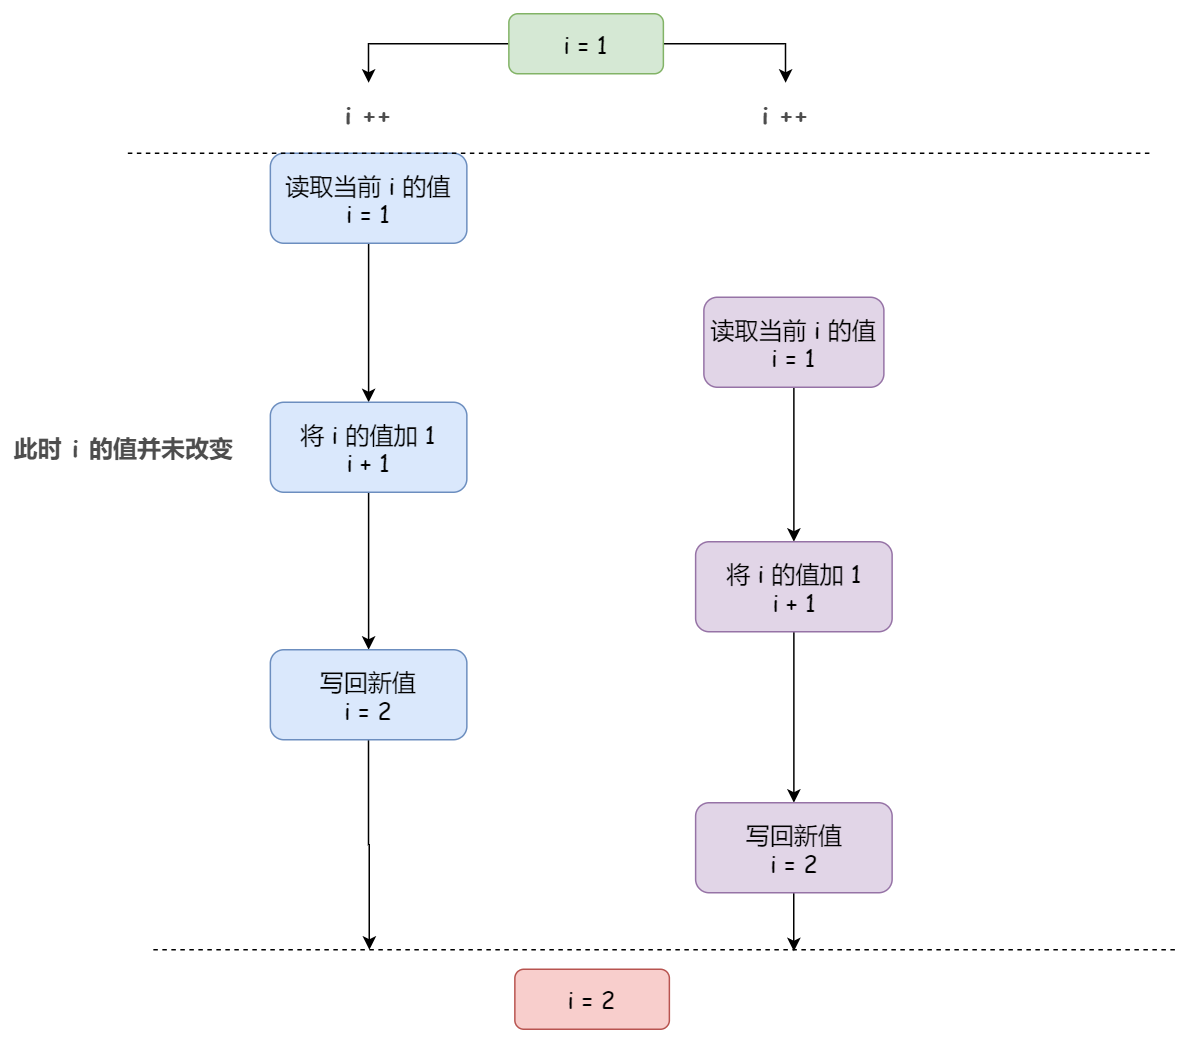 i = 1
i ++
i ++
读取当前 i 的值
i = 1
读取当前 i 的值
i = 1
此时 i 的值并未改变
将 i 的值加 1
i + 1
将 i 的值加 1
i + 1
写回新值
i = 2
写回新值
i = 2
i = 2